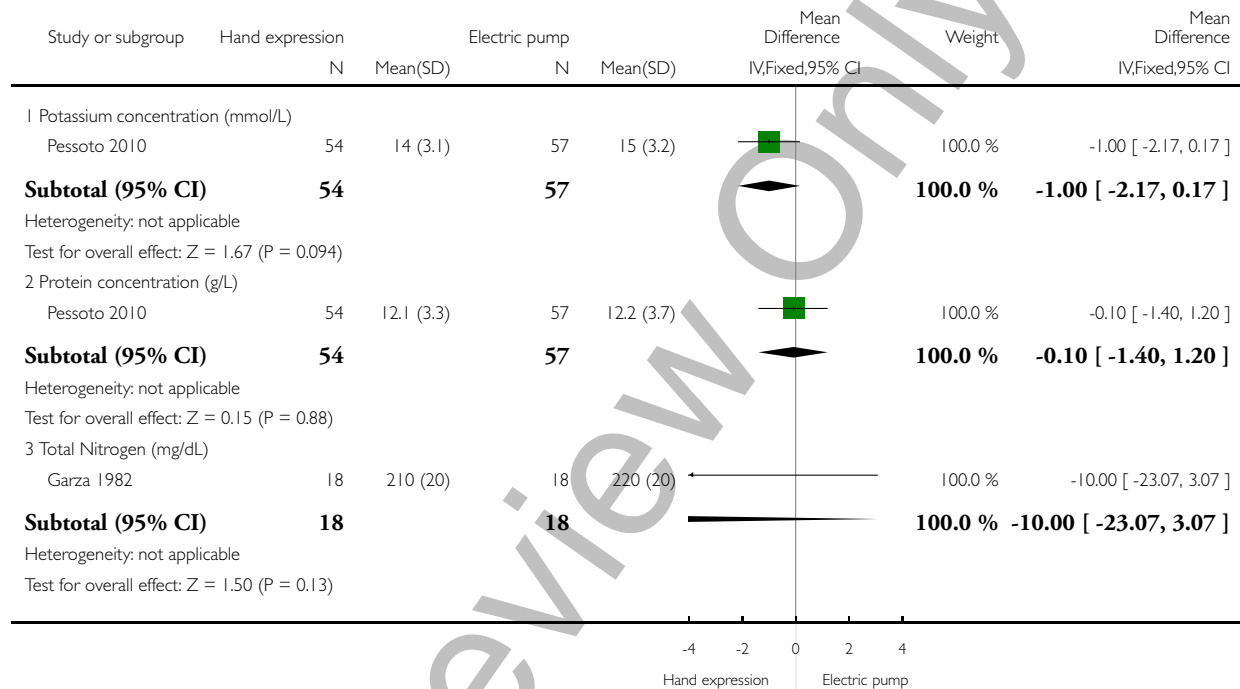 Study or subgroup Hand expression Electric pump Mean Difference Weight Mean Difference
N Mean(SD) N Mean(SD) IV,Fixed,95% CI IV,Fixed,95% CI
1 Potassium concentration (mmol/L)
Pessoto 2010 54 14 (3.1) 57 15 (3.2) 100.0 % -1.00 [ -2.17, 0.17 ]
Subtotal (95% CI) 54 57 100.0 % -1.00 [ -2.17, 0.17 ]
Heterogeneity: not applicable
Test for overall effect: Z = 1.67 (P = 0.094)
2 Protein concentration (g/L)
Pessoto 2010 54 12.1 (3.3) 57 12.2 (3.7) 100.0 % -0.10 [ -1.40, 1.20 ]
Subtotal (95% CI) 54 57 100.0 % -0.10 [ -1.40, 1.20 ]
Heterogeneity: not applicable
Test for overall effect: Z = 0.15 (P = 0.88)
3 Total Nitrogen (mg/dL)
Garza 1982 18 210 (20) 18 220 (20) 100.0 % -10.00 [ -23.07, 3.07 ]
Subtotal (95% CI) 18 18 100.0 % -10.00 [ -23.07, 3.07 ]
Heterogeneity: not applicable
Test for overall effect: Z = 1.50 (P = 0.13)
-4 -2 0 2 4
Hand expression Electric pump
eview Only